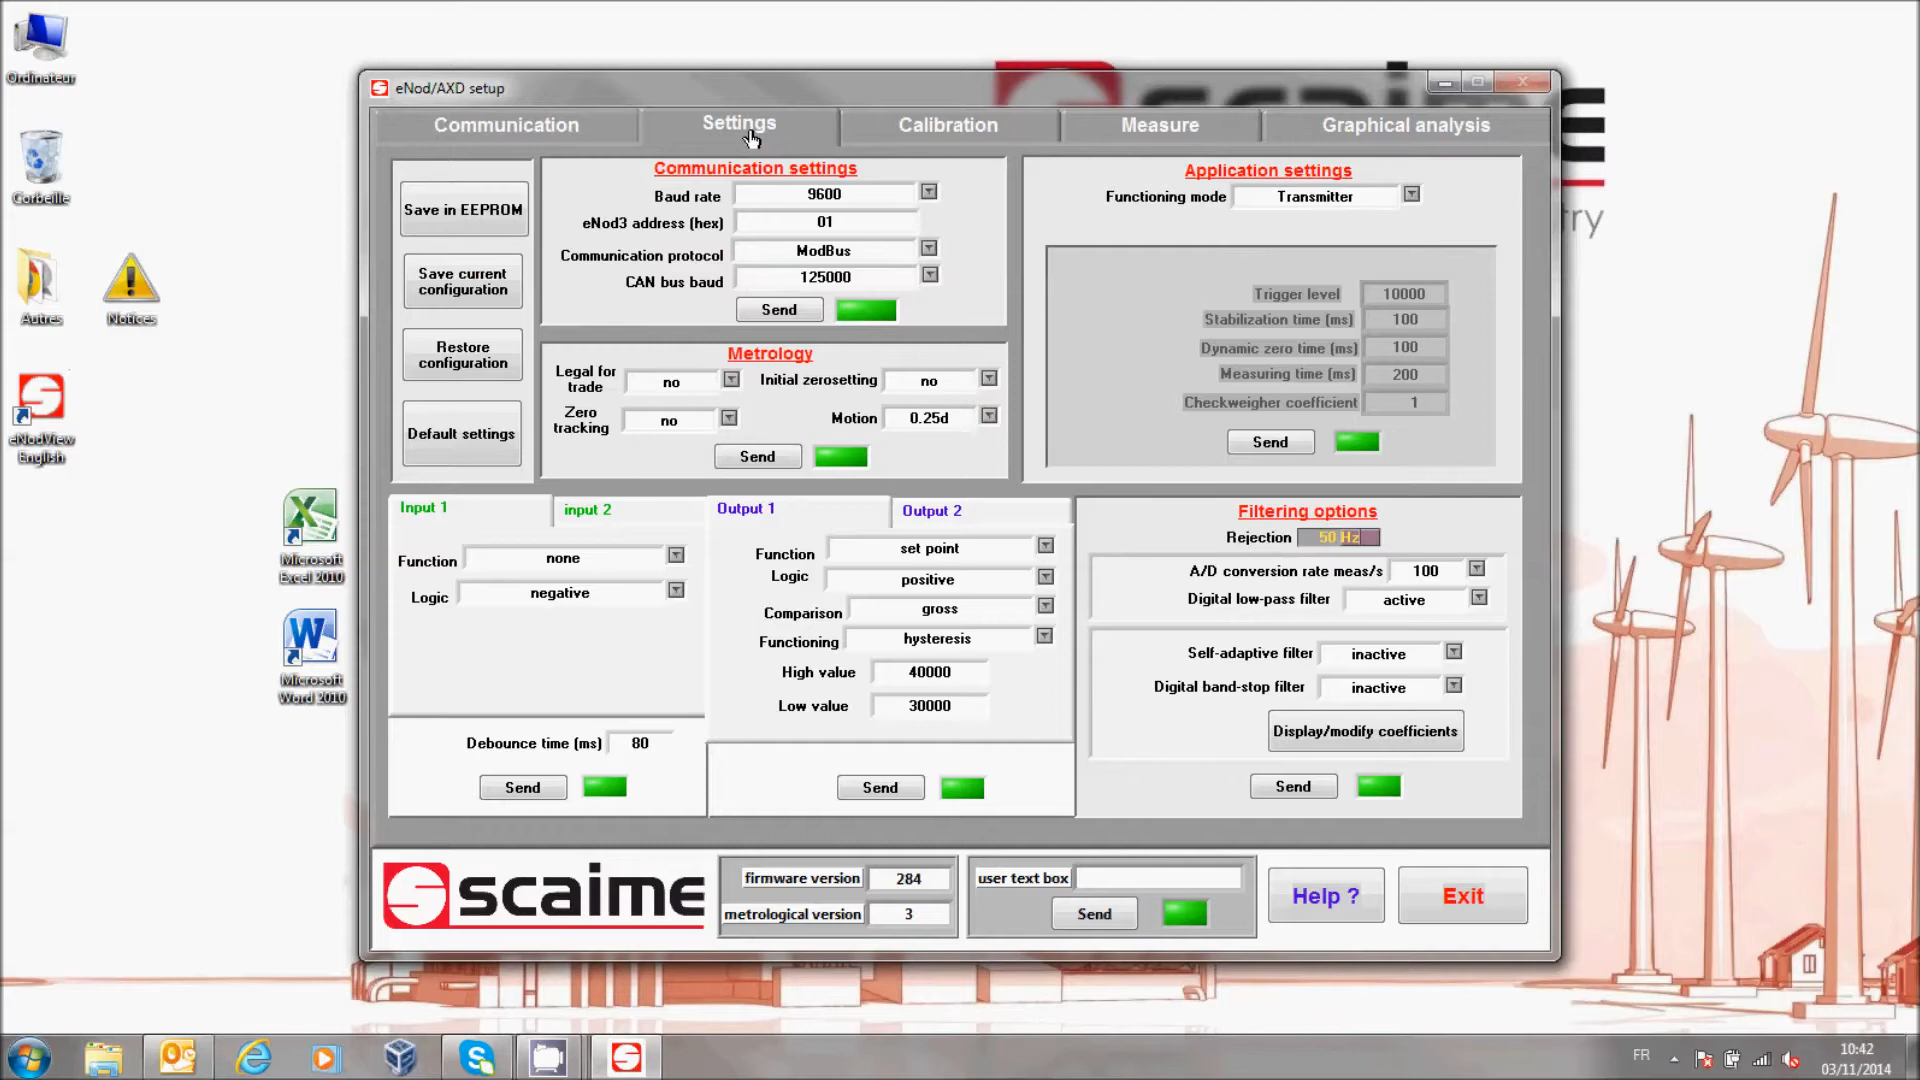 Ordinateur
Corbeille
Autres
Notices
eNodView
English
Microsoft
Excel 2010
Microsoft
Word 2010
eNod/AXD setup
Communication
Settings
Calibration
Measure
Graphical analysis
Save in EEPROM
Save current
configuration
Restore
configuration
Default settings
Communication settings
Baud rate 9600
eNod3 address (hex) 01
Communication protocol ModBus
CAN bus baud 125000
Send
Metrology
Legal for
trade no
Initial zerosetting no
Zero
tracking no
Motion 0.25d
Send
Application settings
Functioning mode Transmitter
Trigger level 10000
Stabilization time (ms) 100
Dynamic zero time (ms) 100
Measuring time (ms) 200
Checkweigher coefficient 1
Send
Input 1
input 2
Function none
Logic negative
Debounce time (ms) 80
Send
Output 1
Output 2
Function set point
Logic positive
Comparison gross
Functioning hysteresis
High value 40000
Low value 30000
Send
Filtering options
Rejection 50 Hz
A/D conversion rate meas/s 100
Digital low-pass filter active
Self-adaptive filter inactive
Digital band-stop filter inactive
Display/modify coefficients
Send
scaime
firmware version 284
metrological version 3
user text box
Send
Help ?
Exit
FR
10:42
03/11/2014